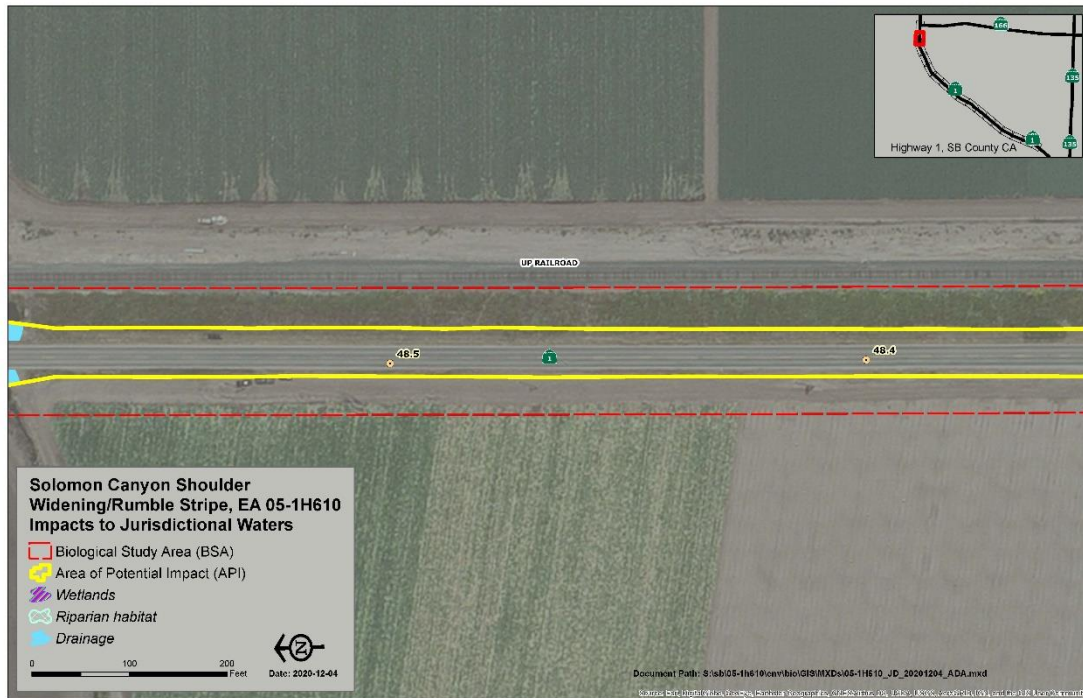 166
135
1
1
135
Highway 1, SB County CA
UP RAILROAD
48.5
1
48.4
Solomon Canyon Shoulder
Widening/Rumble Stripe, EA 05-1H610
Impacts to Jurisdictional Waters
Biological Study Area (BSA)
Area of Potential Impact (API)
Wetlands
Riparian habitat
Drainage
N
0 100 200
Feet
Date: 2020-12-04
Document Path: S:\sb\05-1h610\env\bio\GIS\MXDs\05-1H610_JD_20201204_ADA.mxd